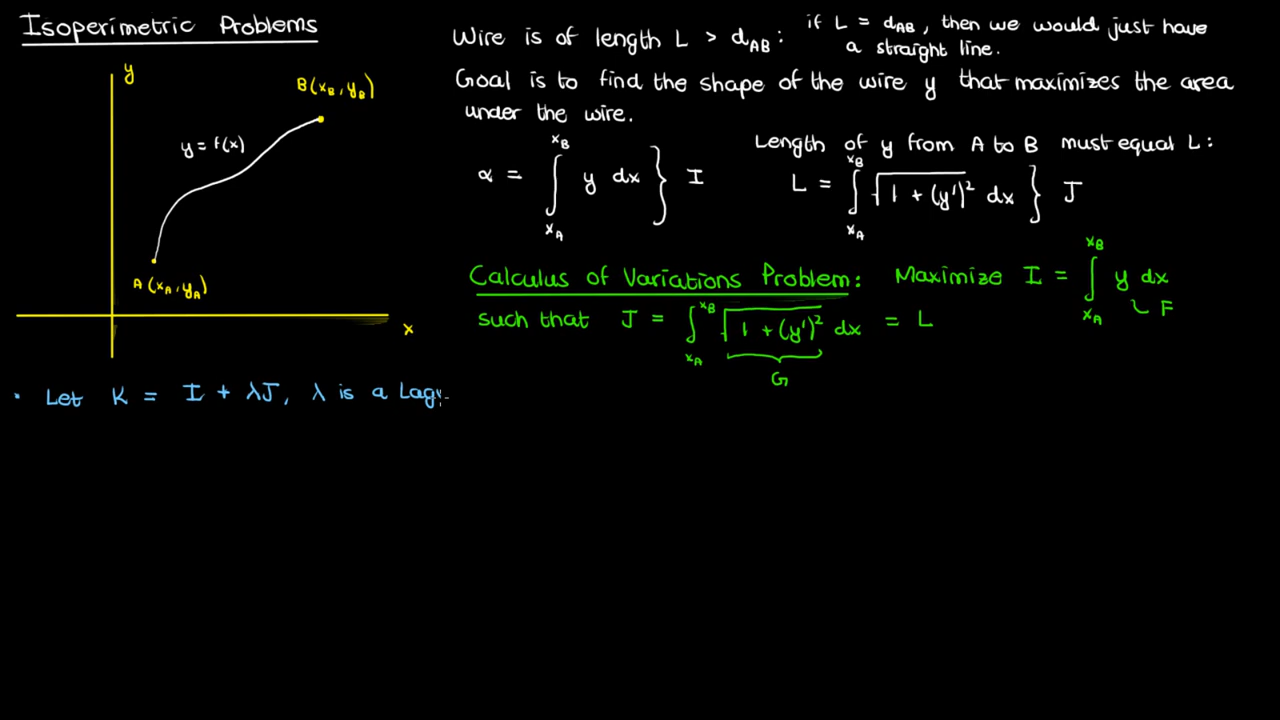 Isoperimetric Problems
y
B(x_B, y_B)
y = f(x)
A(x_A, y_A)
x
Wire is of length L > d_AB: if L = d_AB, then we would just have
a straight line.
Goal is to find the shape of the wire y that maximizes the area
under the wire.
α = ∫_{x_A}^{x_B} y dx } I
Length of y from A to B must equal L:
L = ∫_{x_A}^{x_B} √(1 + (y')²) dx } J
Calculus of Variations Problem: Maximize I = ∫_{x_A}^{x_B} y dx
F
such that J = ∫_{x_A}^{x_B} √(1 + (y')²) dx = L
G
• Let K = I + λJ, λ is a Lag